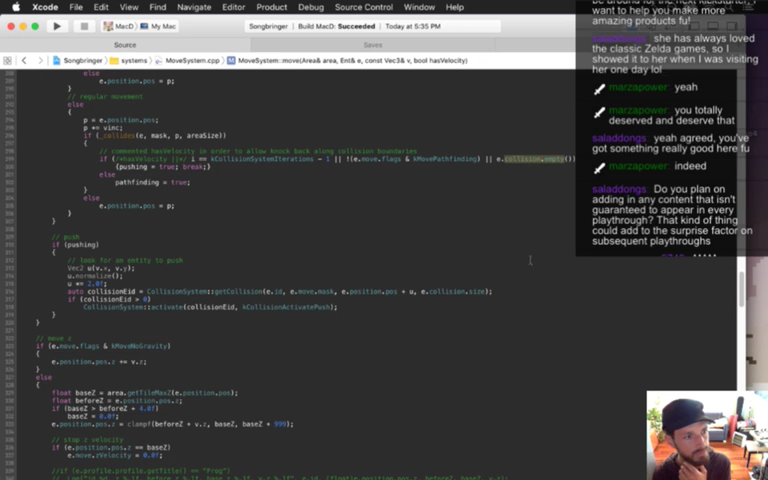 Xcode File Edit View Find Navigate Editor Product Debug Source Control Window Help
MacD My Mac
Songbringer | Build MacD: Succeeded | Today at 5:35 PM
Source
Saves
Songbringer systems MoveSystem.cpp MoveSystem::move(Area& area, Ent& e, const Vec3& v, bool hasVelocity)
else
e.position.pos = p;
}
// regular movement
else
{
p = e.position.pos;
p += vinc;
if (_collides(e, mask, p, areaSize))
{
// commented hasVelocity in order to allow knock back along collision boundaries
if (/*hasVelocity ||*/ i == kCollisionSystemIterations - 1 || !(e.move.flags & kMovePathfinding) || e.collision.empty())
{pushing = true; break;}
else
pathfinding = true;
}
else
e.position.pos = p;
}
}
// push
if (pushing)
{
// look for an entity to push
Vec2 u(v.x, v.y);
u.normalize();
u *= 2.0f;
auto collisionEid = CollisionSystem::getCollision(e.id, e.move.mask, e.position.pos + u, e.collision.size);
if (collisionEid > 0)
CollisionSystem::activate(collisionEid, kCollisionActivatePush);
}
}
// move z
if (e.move.flags & kMoveNoGravity)
{
e.position.pos.z += v.z;
}
else
{
float baseZ = area.getTileMaxZ(e.position.pos);
float beforeZ = e.position.pos.z;
if (baseZ > beforeZ + 4.0f)
baseZ = 0.0f;
e.position.pos.z = clampf(beforeZ + v.z, baseZ, baseZ + 999);
// stop z velocity
if (e.position.pos.z == baseZ)
e.move.zVelocity = 0.0f;
//if (e.profile.profile.getTitle() == "Frog")
want to help you make more
amazing products fu!
saladdongs she has always loved
the classic Zelda games, so I
showed it to her when I was visiting
her one day lol
marzapower: yeah
marzapower: you totally
deserved and deserve that
saladdongs: yeah agreed, you've
got something really good here fu
marzapower: indeed
saladdongs: Do you plan on
adding in any content that isn't
guaranteed to appear in every
playthrough? That kind of thing
could add to the surprise factor on
subsequent playthroughs